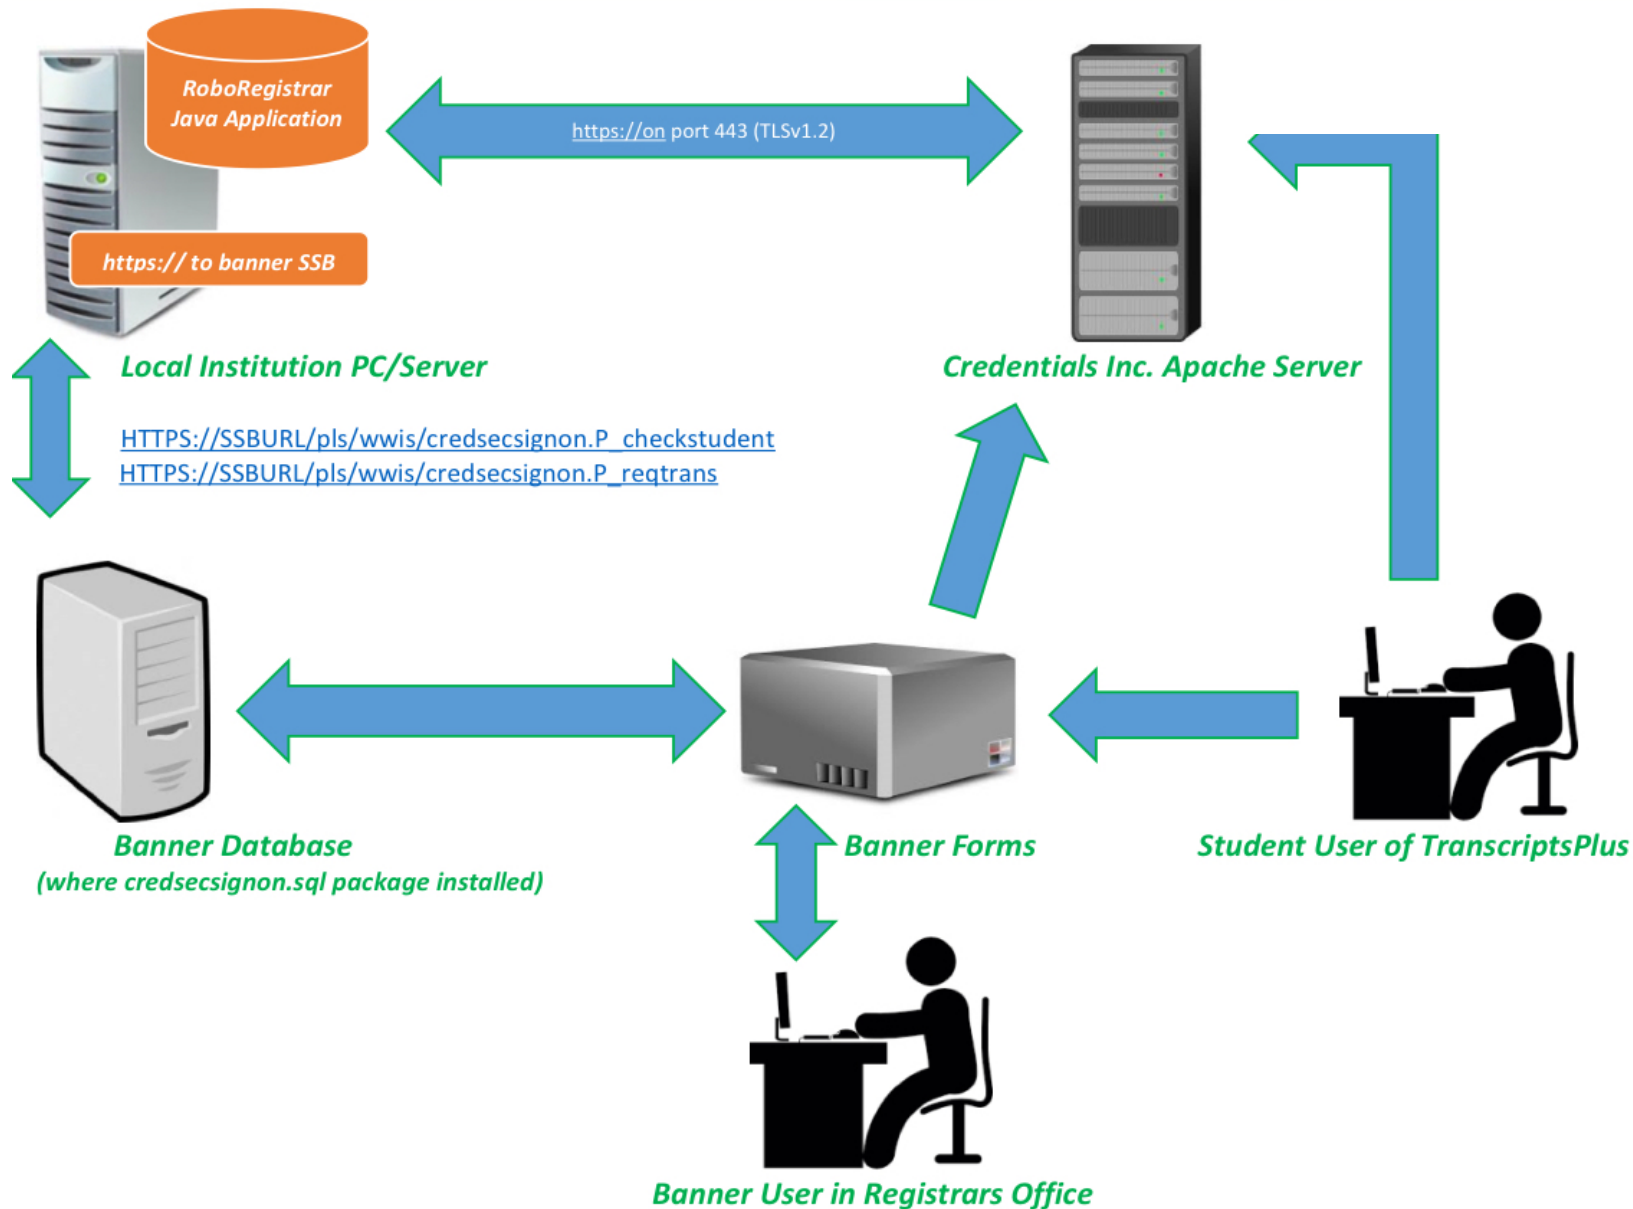 RoboRegistrar
Java Application
https://on port 443 (TLSv1.2)
https:// to banner SSB
Local Institution PC/Server
Credentials Inc. Apache Server
HTTPS://SSBURL/pls/wwis/credsecsignon.P_checkstudent
HTTPS://SSBURL/pls/wwis/credsecsignon.P_reqtrans
Banner Database
(where credsecsignon.sql package installed)
Banner Forms
Student User of TranscriptsPlus
Banner User in Registrars Office